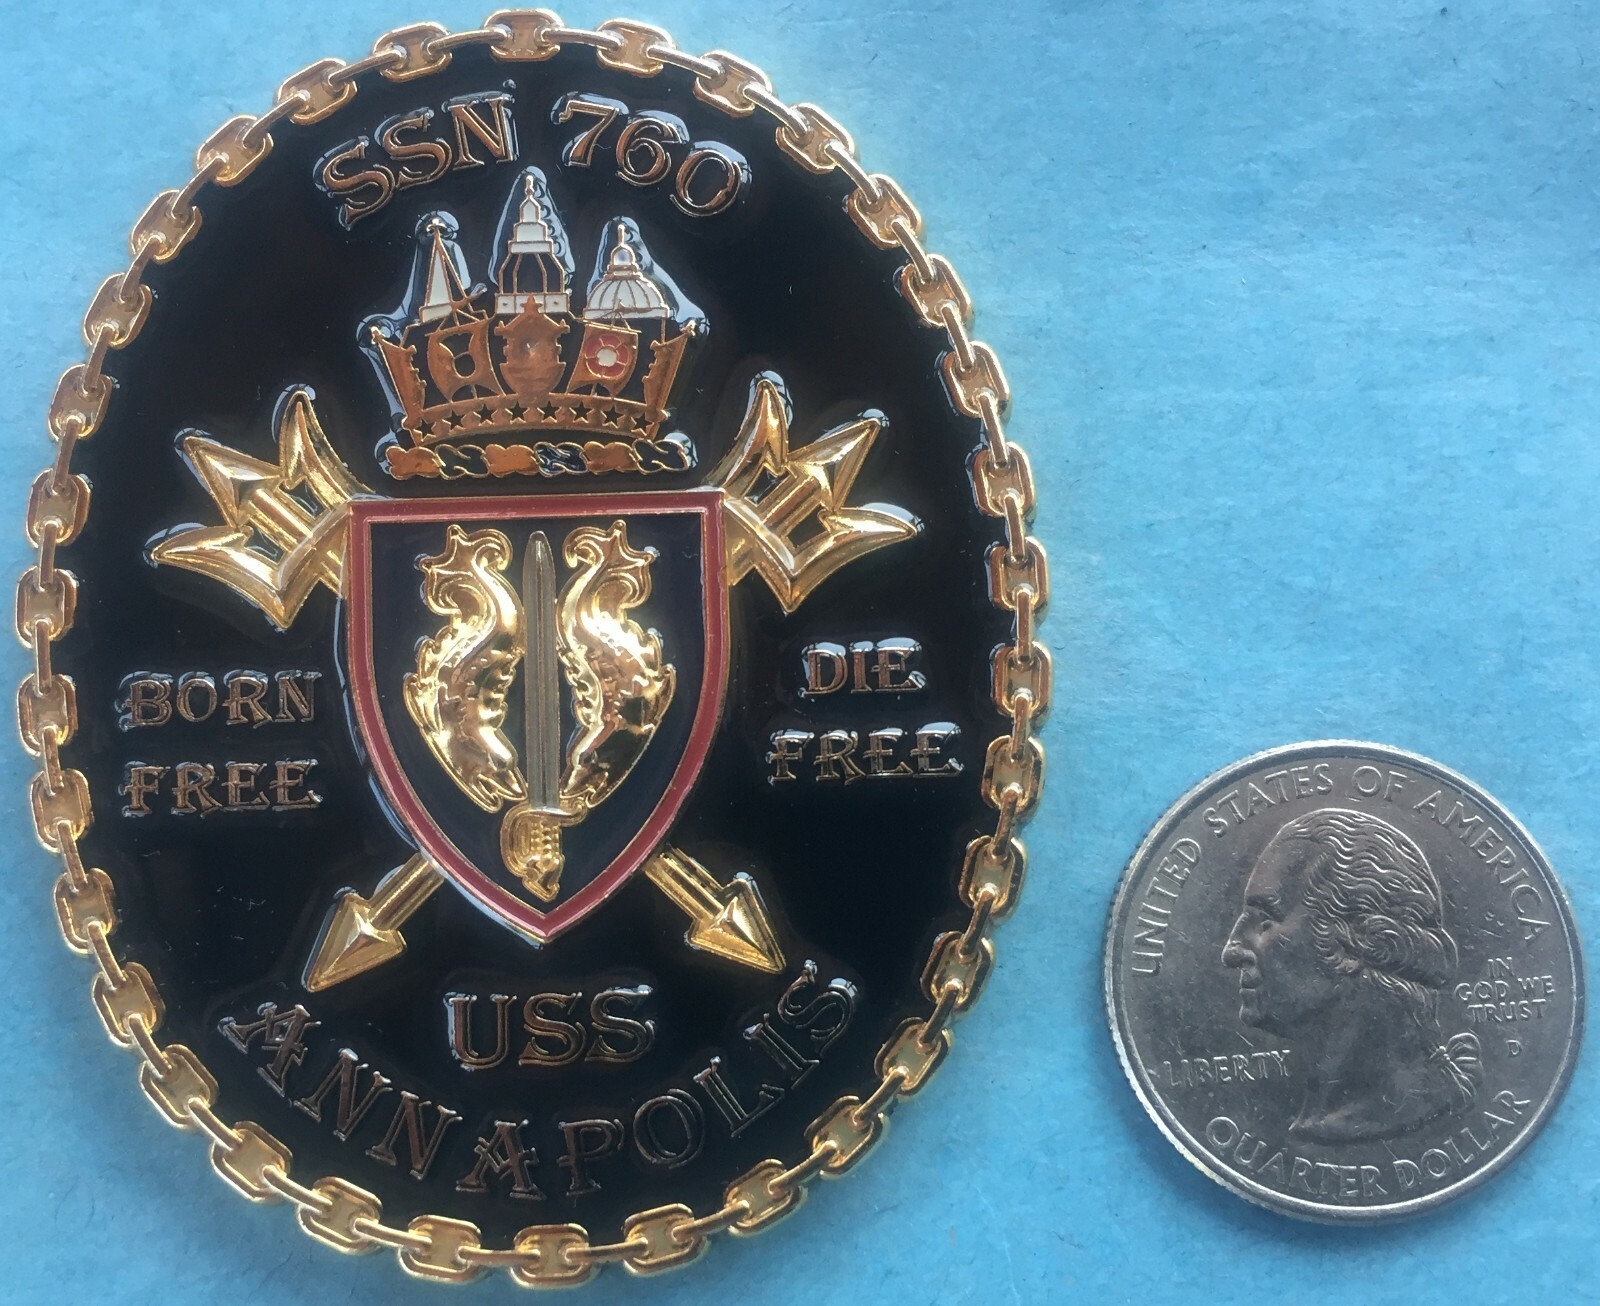 SSN 760
BORN
FREE
DIE
FREE
USS
ANNAPOLIS
UNITED STATES OF AMERICA
IN
GOD WE
TRUST
D
LIBERTY
QUARTER DOLLAR